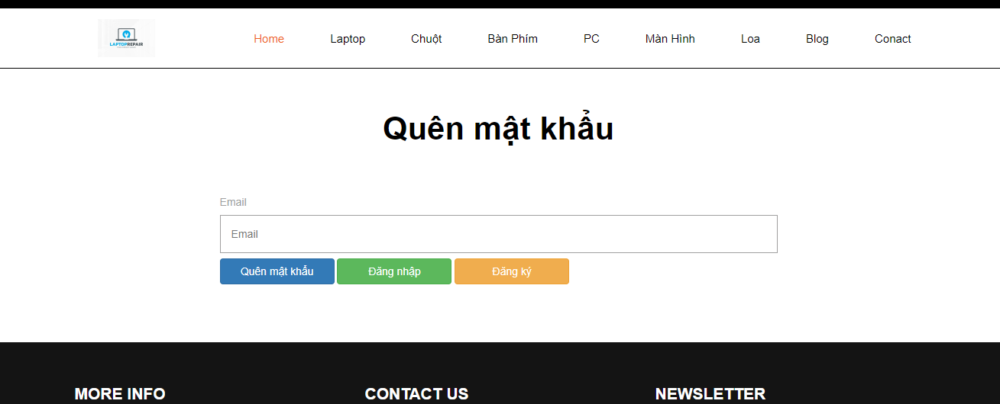 LAPTOPREPAIR
Home Laptop Chuột Bàn Phím PC Màn Hình Loa Blog Conact
Quên mật khẩu
Email
Email
Quên mật khẩu Đăng nhập Đăng ký
MORE INFO CONTACT US NEWSLETTER